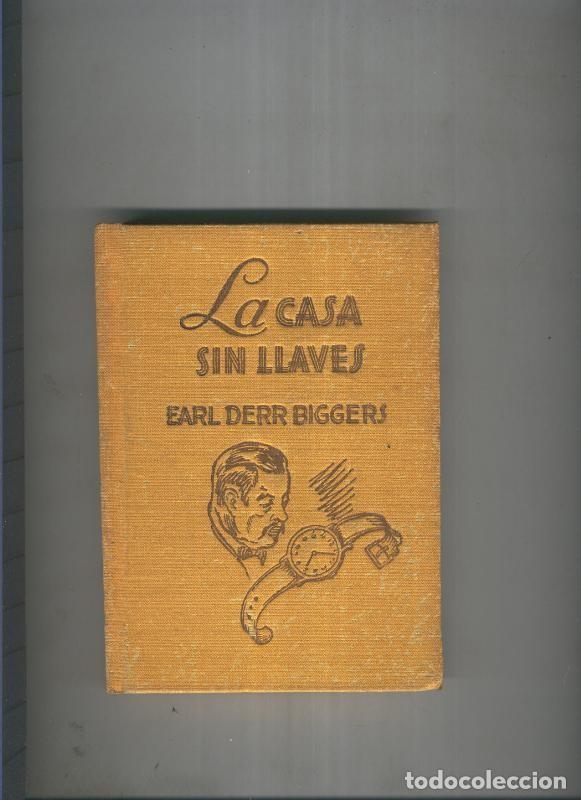 La CASA
SIN LLAVES
EARL DERR BIGGERS
todocoleccion